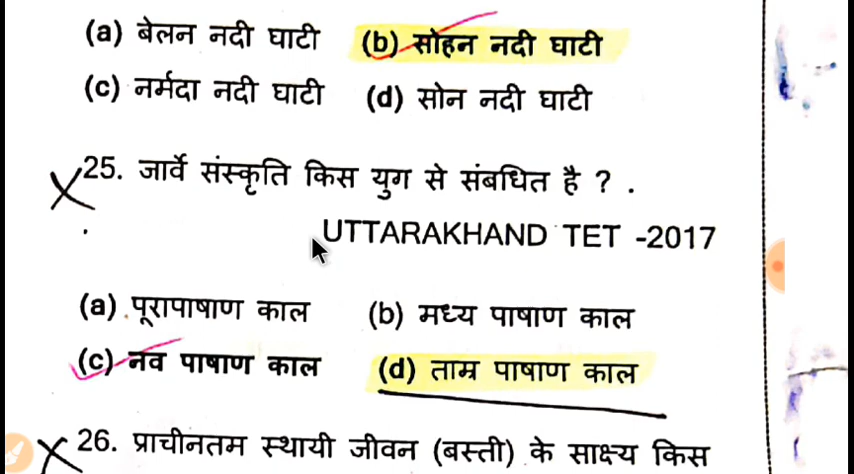 (a) बेलन नदी घाटी (b) सोहन नदी घाटी
(c) नर्मदा नदी घाटी (d) सोन नदी घाटी
25. जार्वे संस्कृति किस युग से संबधित है ? .
UTTARAKHAND TET -2017
(a) पूरापाषाण काल (b) मध्य पाषाण काल
(c) नव पाषाण काल (d) ताम्र पाषाण काल
26. प्राचीनतम स्थायी जीवन (बस्ती) के साक्ष्य किस